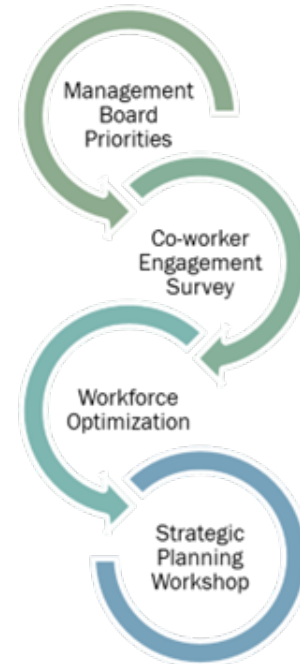 Management
Board
Priorities
Co-worker
Engagement
Survey
Workforce
Optimization
Strategic
Planning
Workshop